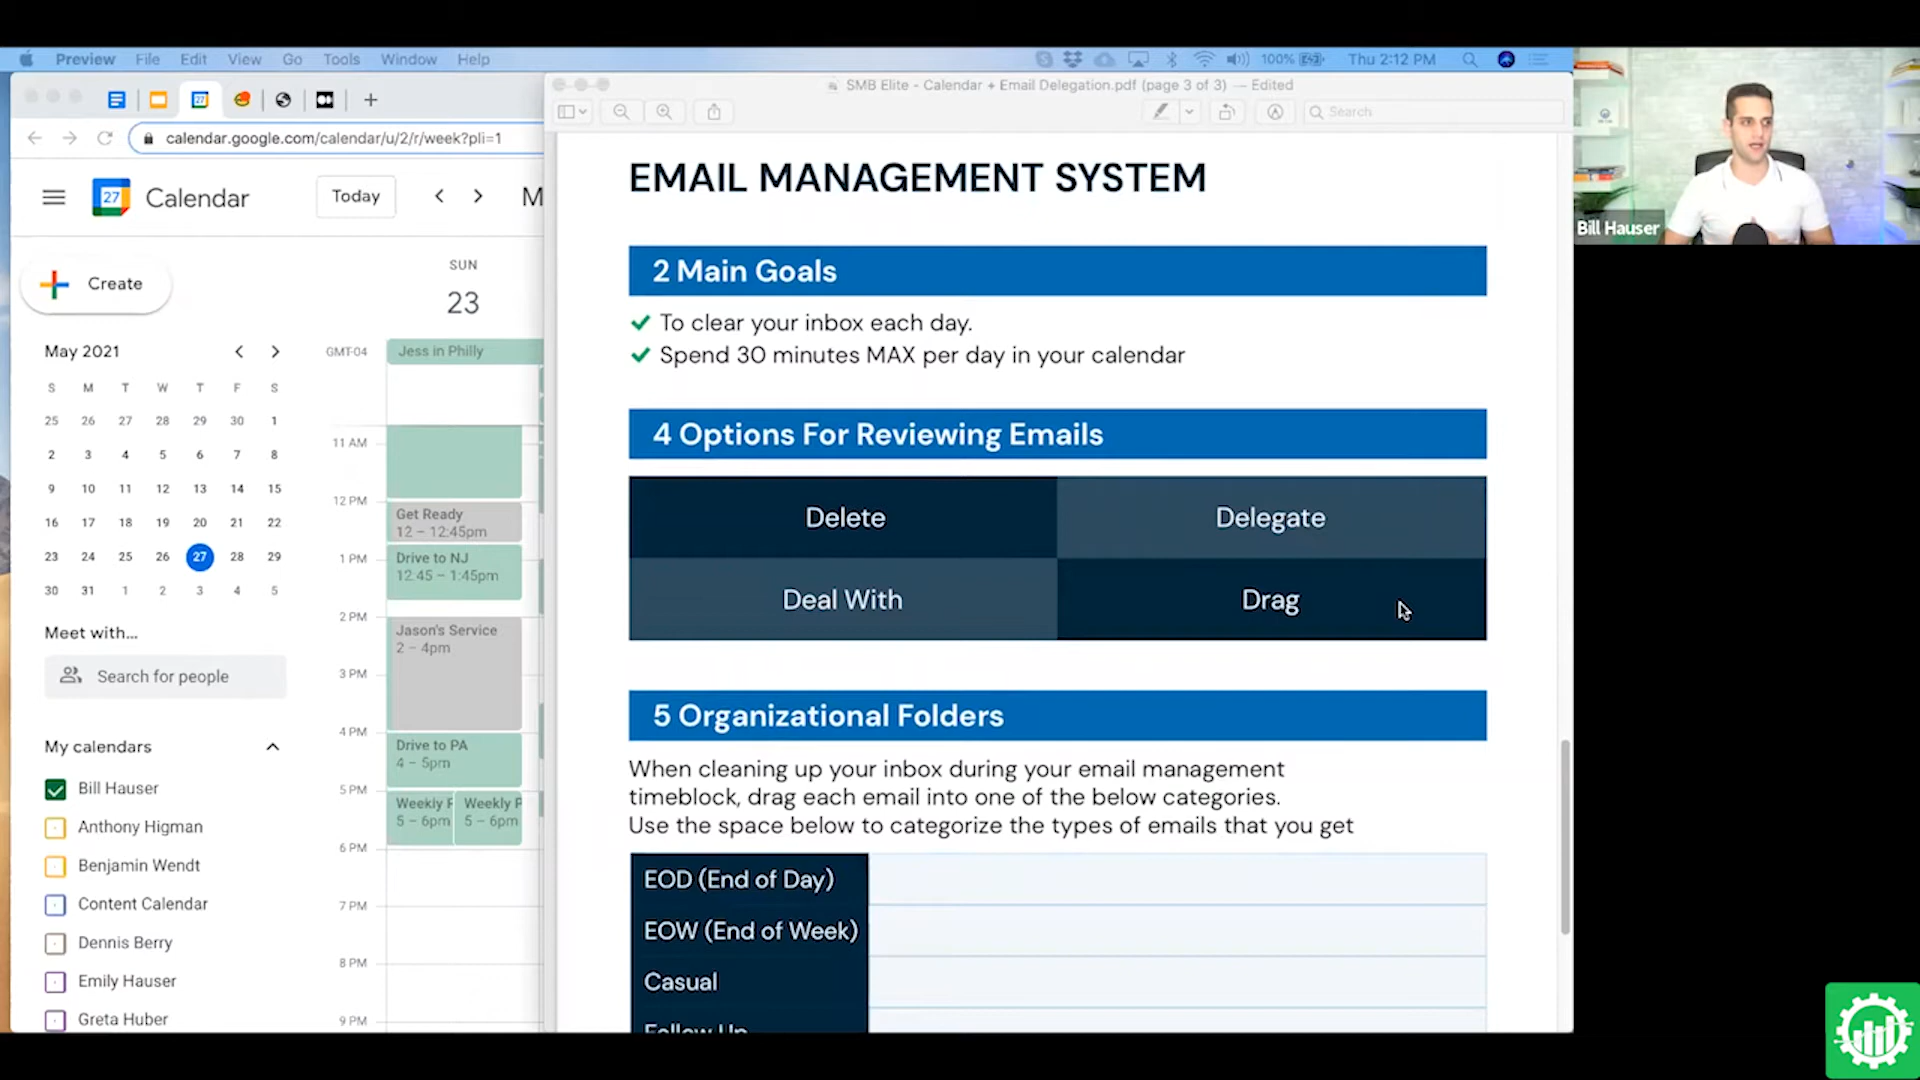 Preview File Edit View Go Tools Window Help
100%
Thu 2:12 PM
SMB Elite - Calendar + Email Delegation.pdf (page 3 of 3) — Edited
Search
calendar.google.com/calendar/u/2/r/week?pli=1
27 Calendar
Today
M
Create
SUN
23
May 2021
S M T W T F S
25 26 27 28 29 30 1
2 3 4 5 6 7 8
9 10 11 12 13 14 15
16 17 18 19 20 21 22
23 24 25 26 27 28 29
30 31 1 2 3 4 5
Meet with...
Search for people
My calendars
Bill Hauser
Anthony Higman
Benjamin Wendt
Content Calendar
Dennis Berry
Emily Hauser
Greta Huber
GMT-04
Jess in Philly
11 AM
12 PM
Get Ready
12 – 12:45pm
1 PM
Drive to NJ
12:45 – 1:45pm
2 PM
Jason's Service
2 – 4pm
3 PM
4 PM
Drive to PA
4 – 5pm
5 PM
Weekly F
5 – 6pm
Weekly P
5 – 6pm
6 PM
7 PM
8 PM
9 PM
EMAIL MANAGEMENT SYSTEM
2 Main Goals
To clear your inbox each day.
Spend 30 minutes MAX per day in your calendar
4 Options For Reviewing Emails
Delete
Delegate
Deal With
Drag
5 Organizational Folders
When cleaning up your inbox during your email management
timeblock, drag each email into one of the below categories.
Use the space below to categorize the types of emails that you get
EOD (End of Day)
EOW (End of Week)
Casual
Follow Up
Bill Hauser